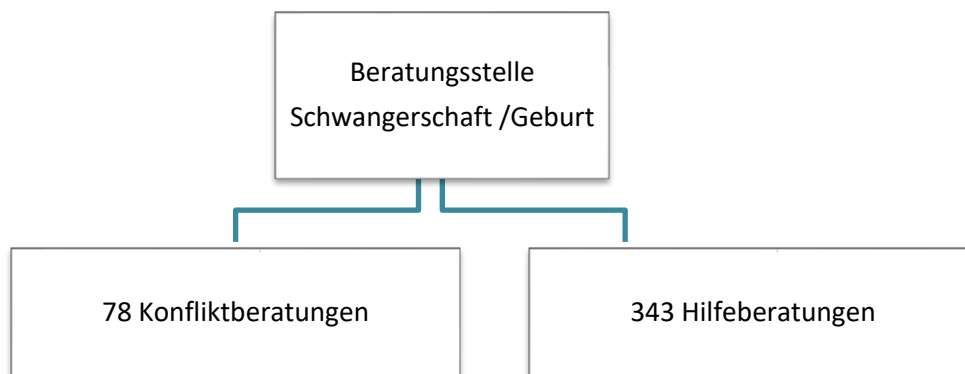 Beratungsstelle
Schwangerschaft /Geburt
78 Konfliktberatungen
343 Hilfeberatungen